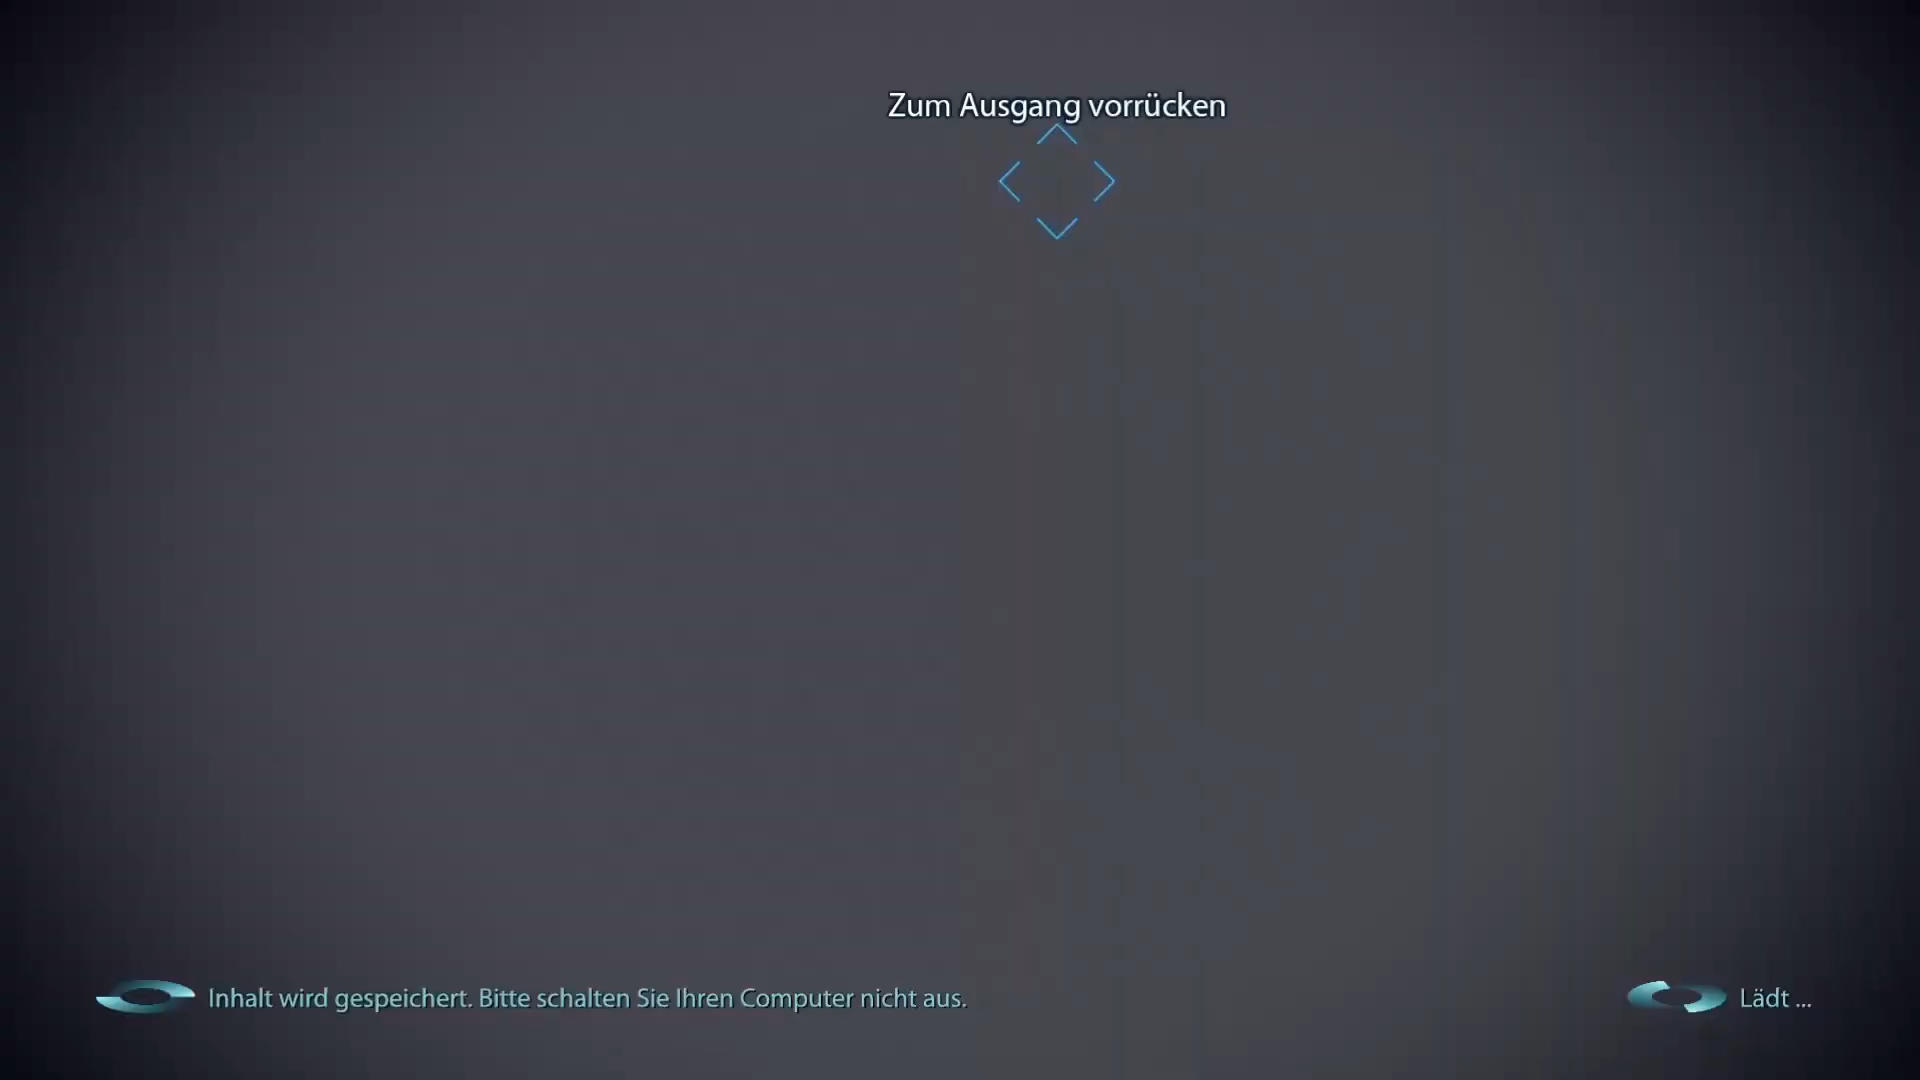 Zum Ausgang vorrücken
Inhalt wird gespeichert. Bitte schalten Sie Ihren Computer nicht aus.
Lädt ...